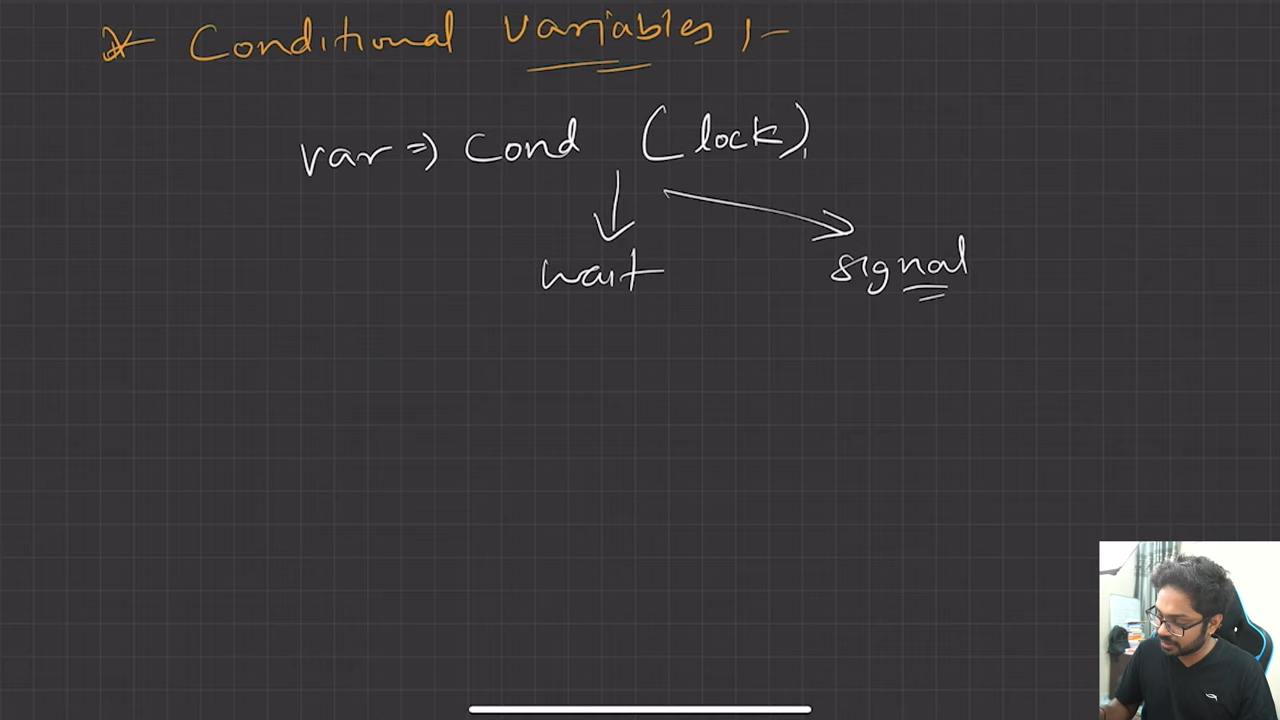 * Conditional variables :-
var => Cond (lock)
wait signal